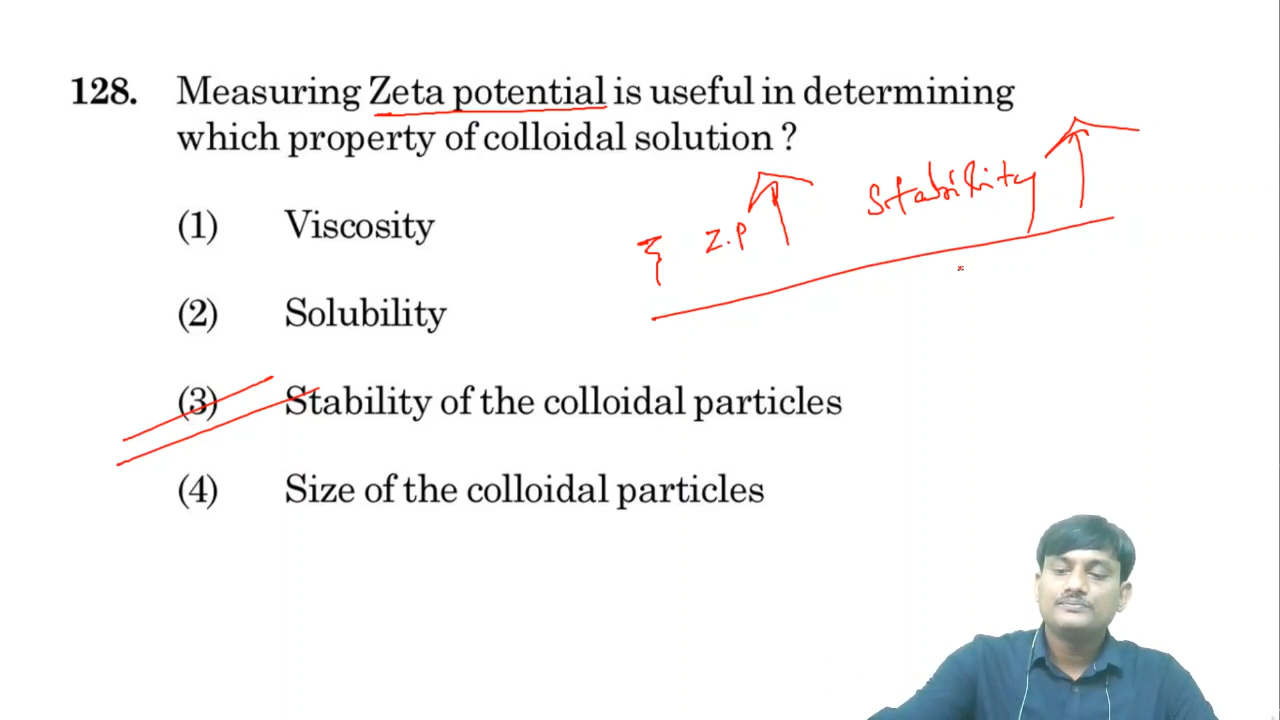 128. Measuring Zeta potential is useful in determining
which property of colloidal solution ?
Z.P Stability
(1) Viscosity
(2) Solubility
(3) Stability of the colloidal particles
(4) Size of the colloidal particles